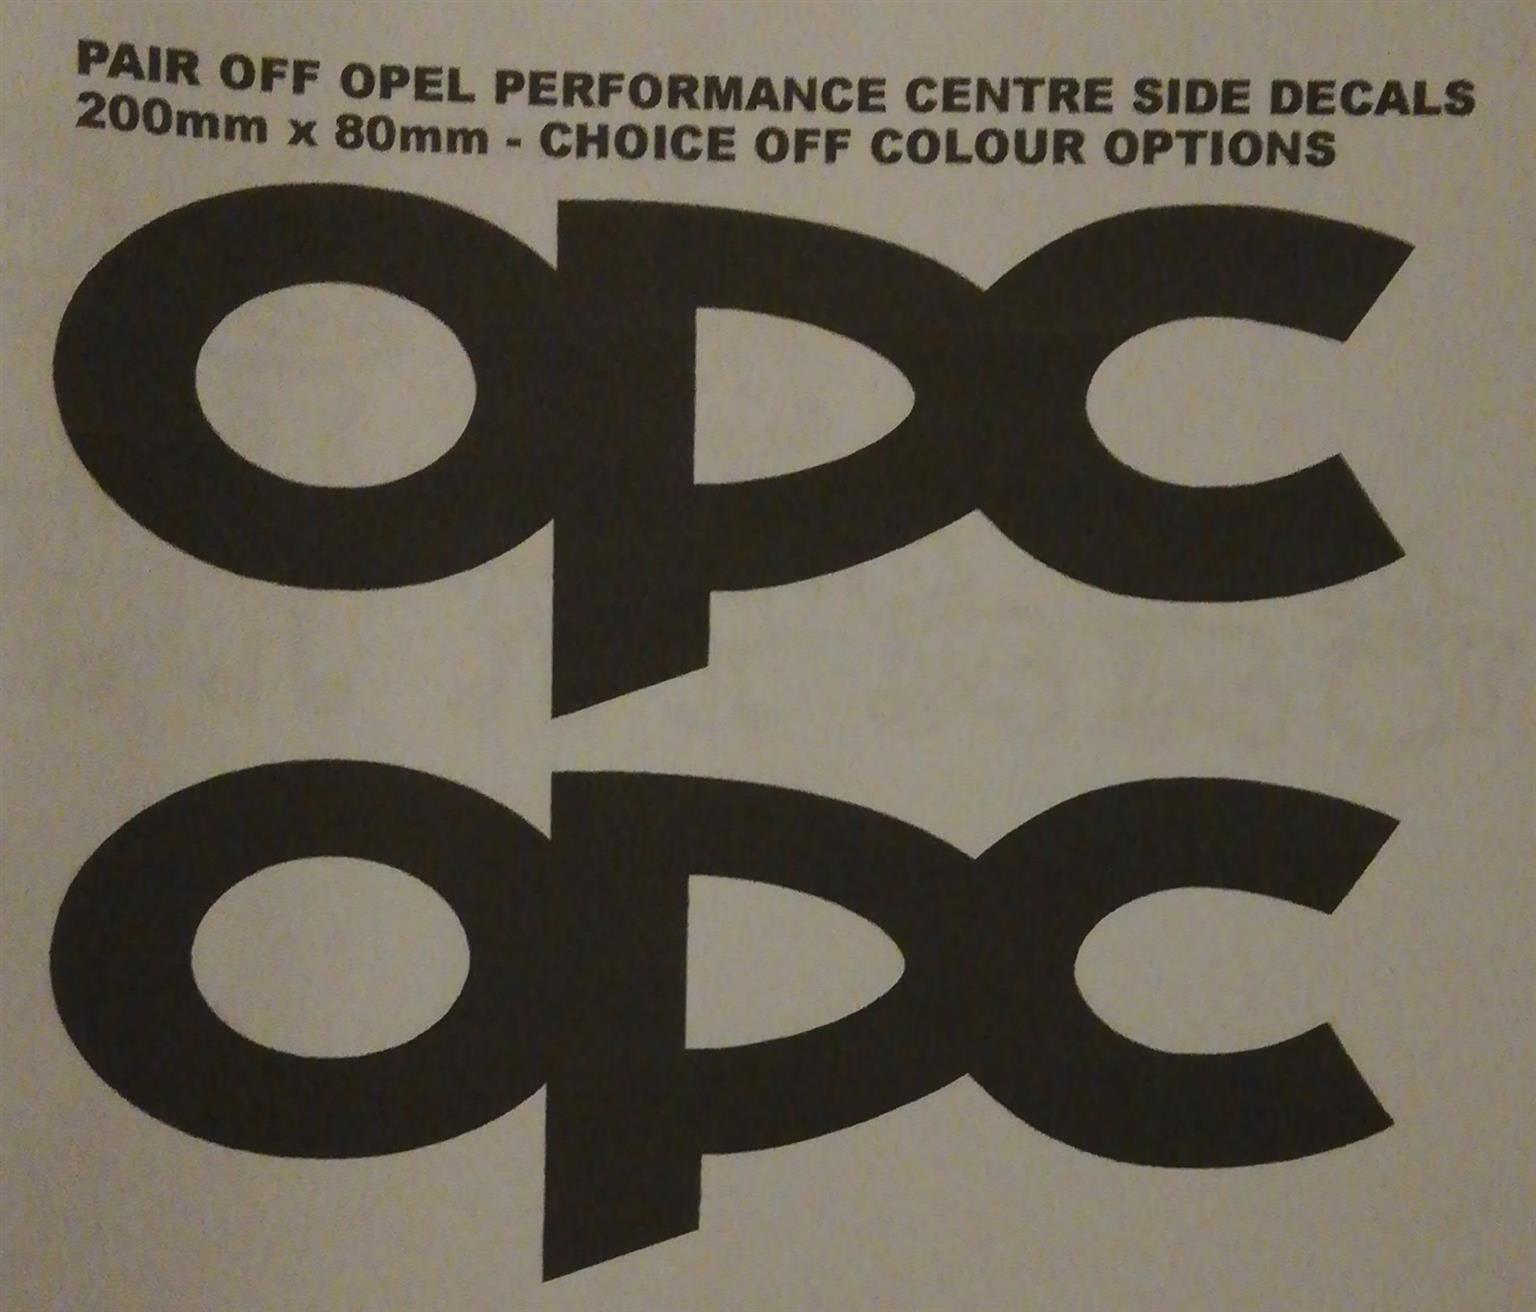 PAIR OFF OPEL PERFORMANCE CENTRE SIDE DECALS
200mm x 80mm - CHOICE OFF COLOUR OPTIONS
OPC
OPC